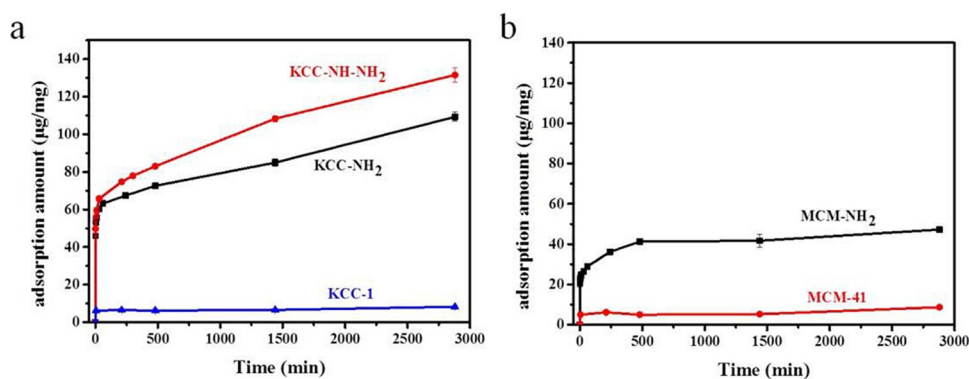 a
140
120
100
80
60
40
20
0
adsorption amount (μg/mg)
KCC-NH-NH2
KCC-NH2
KCC-1
0 500 1000 1500 2000 2500 3000
Time (min)
b
140
120
100
80
60
40
20
0
adsorption amount (μg/mg)
MCM-NH2
MCM-41
0 500 1000 1500 2000 2500 3000
Time (min)